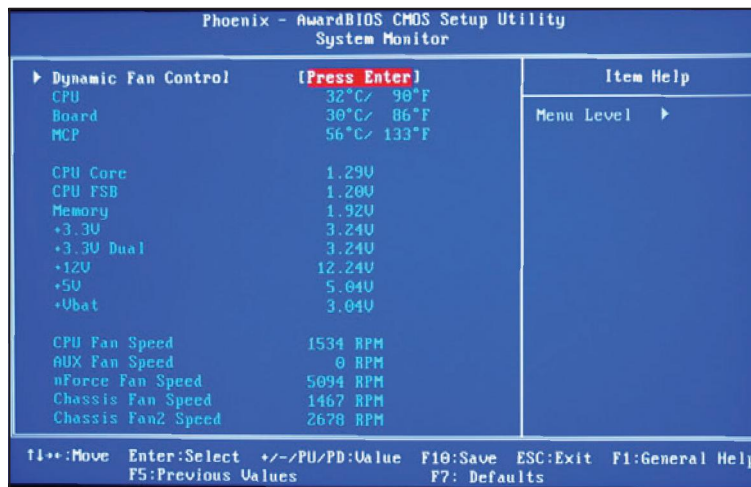 Phoenix - AwardBIOS CMOS Setup Utility
System Monitor
Dynamic Fan Control [Press Enter]
Item Help
CPU 32°C/ 90°F
Board 30°C/ 86°F
Menu Level
MCP 56°C/ 133°F
CPU Core 1.29V
CPU FSB 1.20V
Memory 1.92V
+3.3V 3.24V
+3.3V Dual 3.24V
+12V 12.24V
+5V 5.04V
+Vbat 3.04V
CPU Fan Speed 1534 RPM
AUX Fan Speed 0 RPM
nForce Fan Speed 5094 RPM
Chassis Fan Speed 1467 RPM
Chassis Fan2 Speed 2678 RPM
↑↓→←:Move Enter:Select +/-/PU/PD:Value F10:Save ESC:Exit F1:General Help
F5:Previous Values F7: Defaults